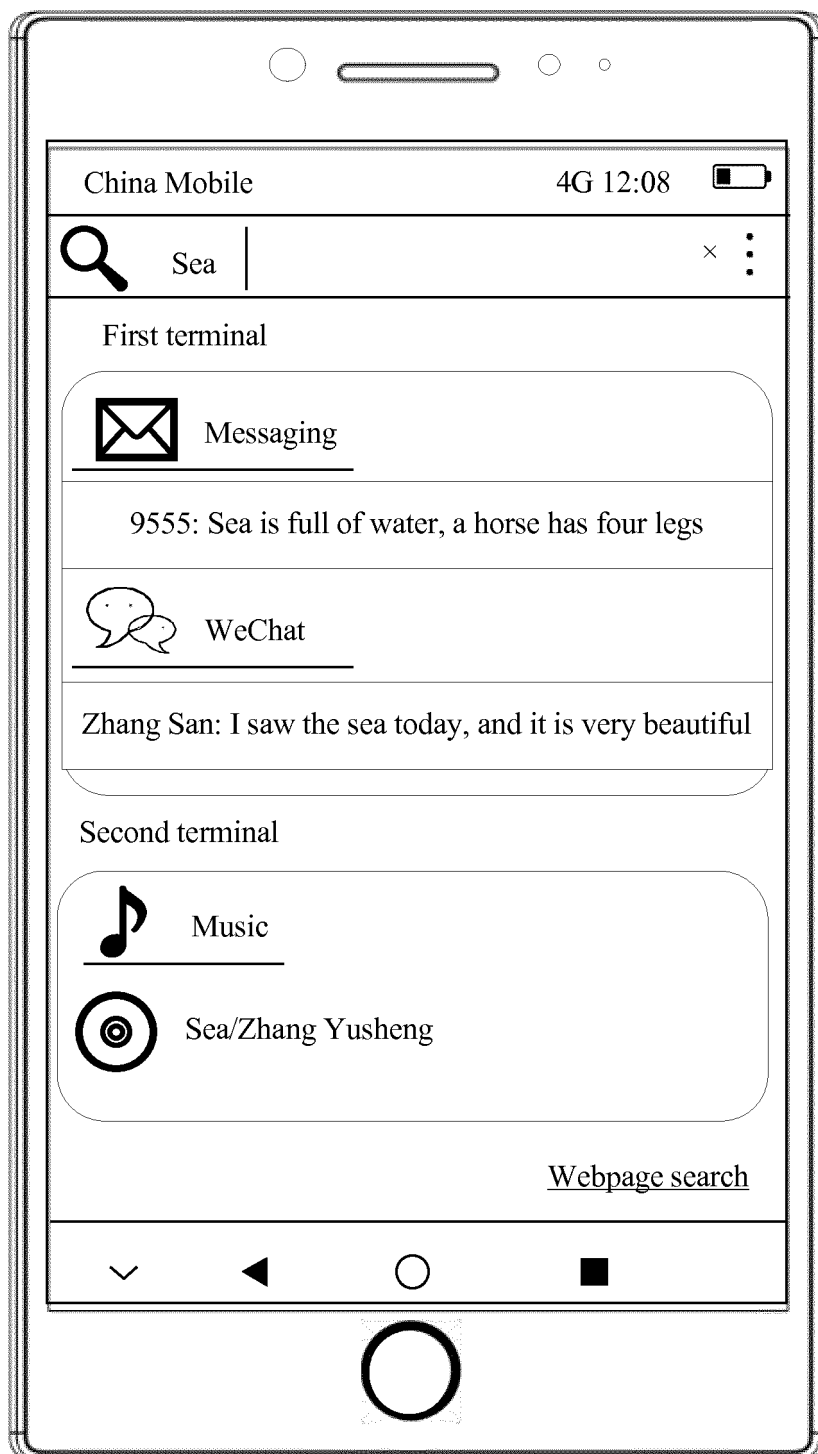 China Mobile 4G 12:08
Sea ×
First terminal
Messaging
9555: Sea is full of water, a horse has four legs
WeChat
Zhang San: I saw the sea today, and it is very beautiful
Second terminal
Music
Sea/Zhang Yusheng
Webpage search